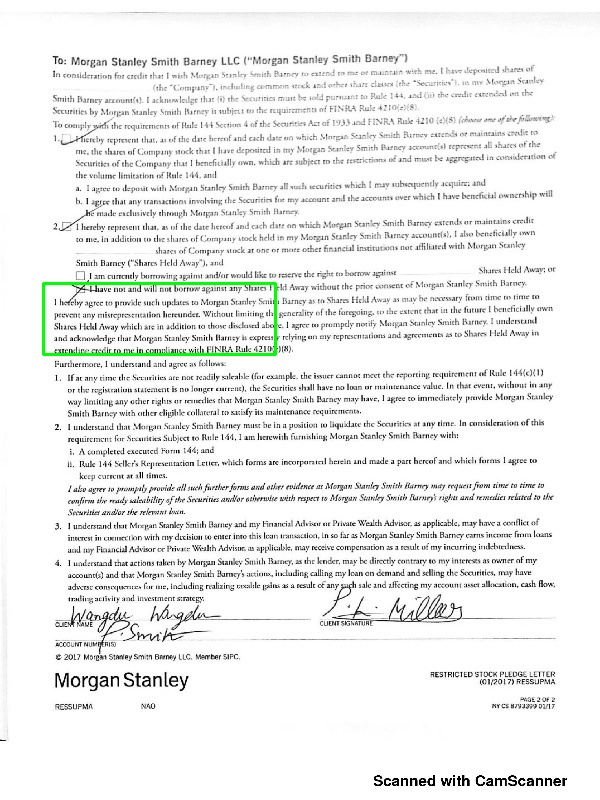 To: Morgan Stanley Smith Barney LLC ("Morgan Stanley Smith Barney")
In consideration for credit that I wish Morgan Stanley Smith Barney to extend to me or maintain with me, I have deposited shares of
(the "Company"), including common stock and other share classes (the "Securities"), in my Morgan Stanley
Smith Barney account(s). I acknowledge that (i) the Securities must be sold pursuant to Rule 144, and (ii) the credit extended on the
Securities by Morgan Stanley Smith Barney is subject to the requirements of FINRA Rule 4210(e)(8).
To comply with the requirements of Rule 144 Section 4 of the Securities Act of 1933 and FINRA Rule 4210 (e)(8) (choose one of the following):
1. I hereby represent that, as of the date hereof and each date on which Morgan Stanley Smith Barney extends or maintains credit to
me, the shares of Company stock that I have deposited in my Morgan Stanley Smith Barney account(s) represent all shares of the
Securities of the Company that I beneficially own, which are subject to the restrictions of and must be aggregated in consideration of
the volume limitation of Rule 144, and
a. I agree to deposit with Morgan Stanley Smith Barney all such securities which I may subsequently acquire; and
b. I agree that any transactions involving the Securities for my account and the accounts over which I have beneficial ownership will
be made exclusively through Morgan Stanley Smith Barney.
2. I hereby represent that, as of the date hereof and each date on which Morgan Stanley Smith Barney extends or maintains credit
to me, in addition to the shares of Company stock held in my Morgan Stanley Smith Barney account(s), I also beneficially own
shares of Company stock at one or more other financial institutions not affiliated with Morgan Stanley
Smith Barney ("Shares Held Away"), and
I am currently borrowing against and/or would like to reserve the right to borrow against Shares Held Away; or
I have not and will not borrow against any Shares Held Away without the prior consent of Morgan Stanley Smith Barney.
I hereby agree to provide such updates to Morgan Stanley Smith Barney as to Shares Held Away as may be necessary from time to time to
prevent any misrepresentation hereunder. Without limiting the generality of the foregoing, to the extent that in the future I beneficially own
Shares Held Away which are in addition to those disclosed above, I agree to promptly notify Morgan Stanley Smith Barney. I understand
and acknowledge that Morgan Stanley Smith Barney is expressly relying on my representations and agreements as to Shares Held Away in
extending credit to me in compliance with FINRA Rule 4210(e)(8).
Furthermore, I understand and agree as follows:
1. If at any time the Securities are not readily saleable (for example, the issuer cannot meet the reporting requirement of Rule 144(c)(1)
or the registration statement is no longer current), the Securities shall have no loan or maintenance value. In that event, without in any
way limiting any other rights or remedies that Morgan Stanley Smith Barney may have, I agree to immediately provide Morgan Stanley
Smith Barney with other eligible collateral to satisfy its maintenance requirements.
2. I understand that Morgan Stanley Smith Barney must be in a position to liquidate the Securities at any time. In consideration of this
requirement for Securities Subject to Rule 144, I am herewith furnishing Morgan Stanley Smith Barney with:
i. A completed executed Form 144; and
ii. Rule 144 Seller's Representation Letter, which forms are incorporated herein and made a part hereof and which forms I agree to
keep current at all times.
I also agree to promptly provide all such further forms and other evidence at Morgan Stanley Smith Barney may request from time to time to
confirm the ready saleability of the Securities and/or otherwise with respect to Morgan Stanley Smith Barney's rights and remedies related to the
Securities and/or the relevant loan.
3. I understand that Morgan Stanley Smith Barney and my Financial Advisor or Private Wealth Advisor, as applicable, may have a conflict of
interest in connection with my decision to enter into this loan transaction, in so far as Morgan Stanley Smith Barney earns income from loans
and my Financial Advisor or Private Wealth Advisor, as applicable, may receive compensation as a result of my incurring indebtedness.
4. I understand that actions taken by Morgan Stanley Smith Barney, as the lender, may be directly contrary to my interests as owner of my
account(s) and that Morgan Stanley Smith Barney's actions, including calling my loan on demand and selling the Securities, may have
adverse consequences for me, including realizing taxable gains as a result of any such sale and affecting my account asset allocation, cash flow,
trading activity and investment strategy.
Wangdu Wangdu
CLIENT NAME
CLIENT SIGNATURE
P. Smith
ACCOUNT NUMBER(S)
© 2017 Morgan Stanley Smith Barney LLC. Member SIPC.
Morgan Stanley
RESTRICTED STOCK PLEDGE LETTER
(01/2017) RESSUPMA
PAGE 2 OF 2
RESSUPMA NAO NY CS 8793399 01/17
Scanned with CamScanner